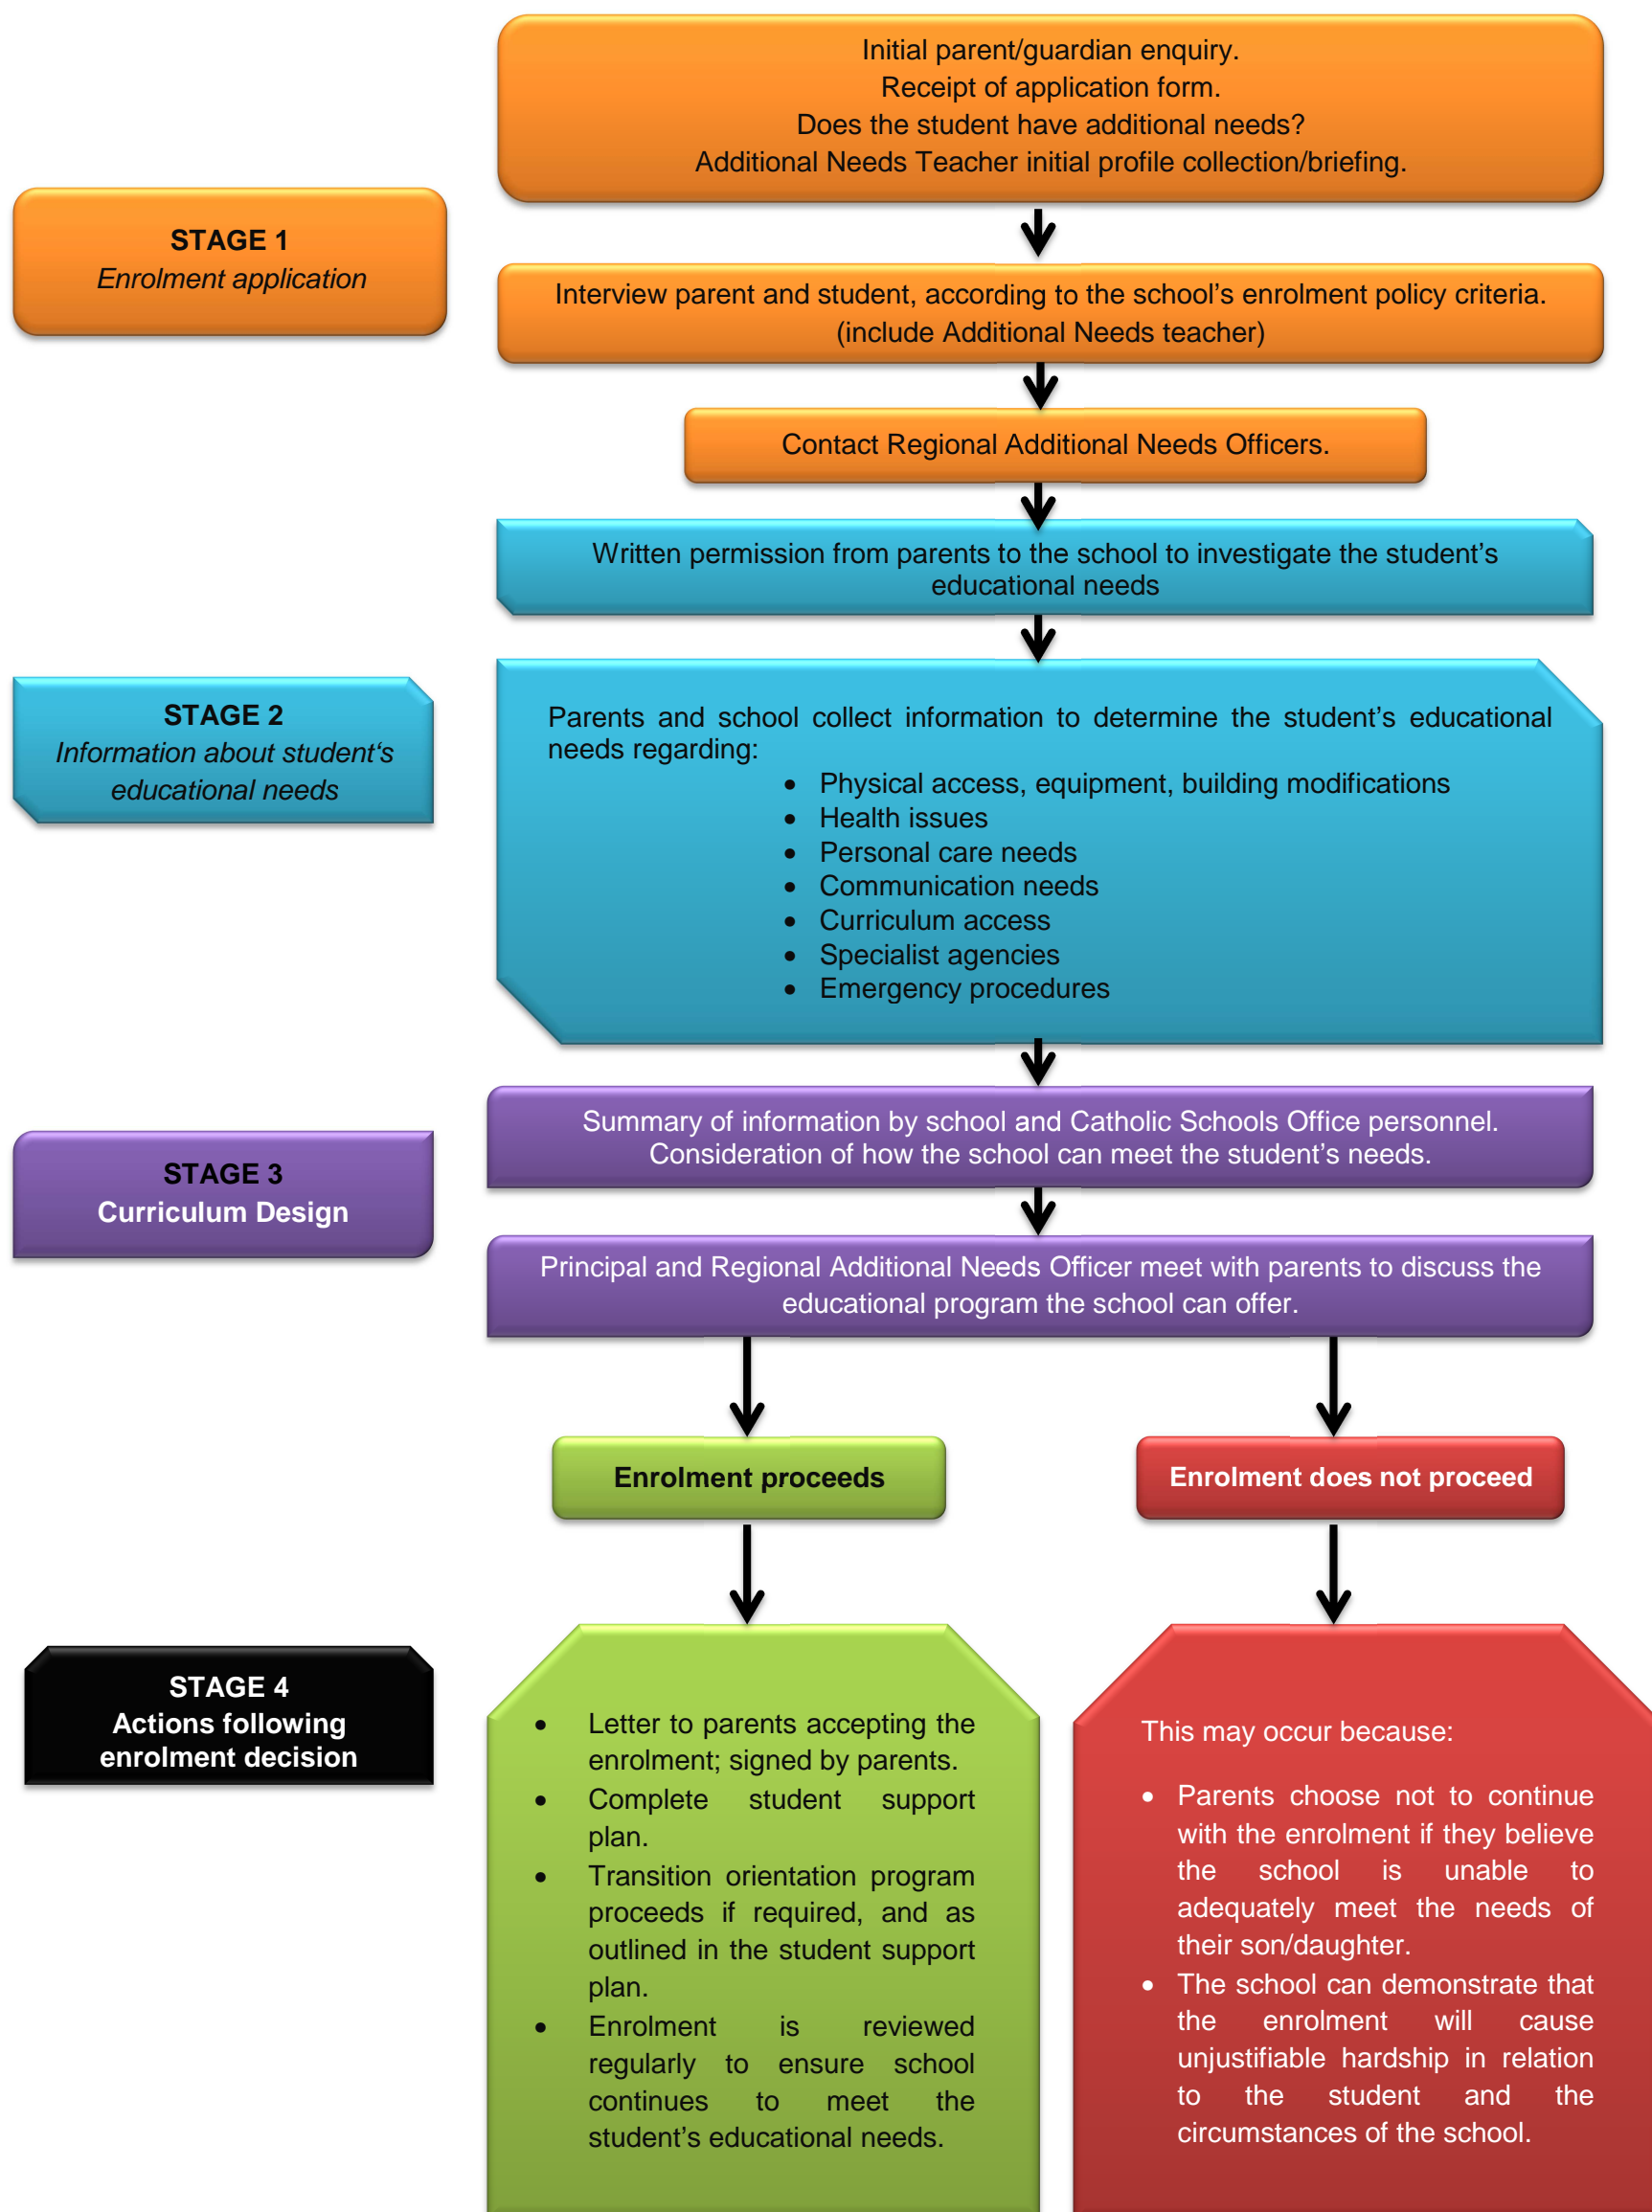 Initial parent/guardian enquiry.
Receipt of application form.
Does the student have additional needs?
Additional Needs Teacher initial profile collection/briefing.
STAGE 1
Enrolment application
Interview parent and student, according to the school’s enrolment policy criteria.
(include Additional Needs teacher)
Contact Regional Additional Needs Officers.
Written permission from parents to the school to investigate the student’s
educational needs
STAGE 2
Information about student‘s
educational needs
Parents and school collect information to determine the student’s educational
needs regarding:
• Physical access, equipment, building modifications
• Health issues
• Personal care needs
• Communication needs
• Curriculum access
• Specialist agencies
• Emergency procedures
STAGE 3
Curriculum Design
Summary of information by school and Catholic Schools Office personnel.
Consideration of how the school can meet the student’s needs.
Principal and Regional Additional Needs Officer meet with parents to discuss the
educational program the school can offer.
Enrolment proceeds
Enrolment does not proceed
STAGE 4
Actions following
enrolment decision
• Letter to parents accepting the
enrolment; signed by parents.
• Complete student support
plan.
• Transition orientation program
proceeds if required, and as
outlined in the student support
plan.
• Enrolment is reviewed
regularly to ensure school
continues to meet the
student’s educational needs.
This may occur because:
• Parents choose not to continue
with the enrolment if they believe
the school is unable to
adequately meet the needs of
their son/daughter.
• The school can demonstrate that
the enrolment will cause
unjustifiable hardship in relation
to the student and the
circumstances of the school.